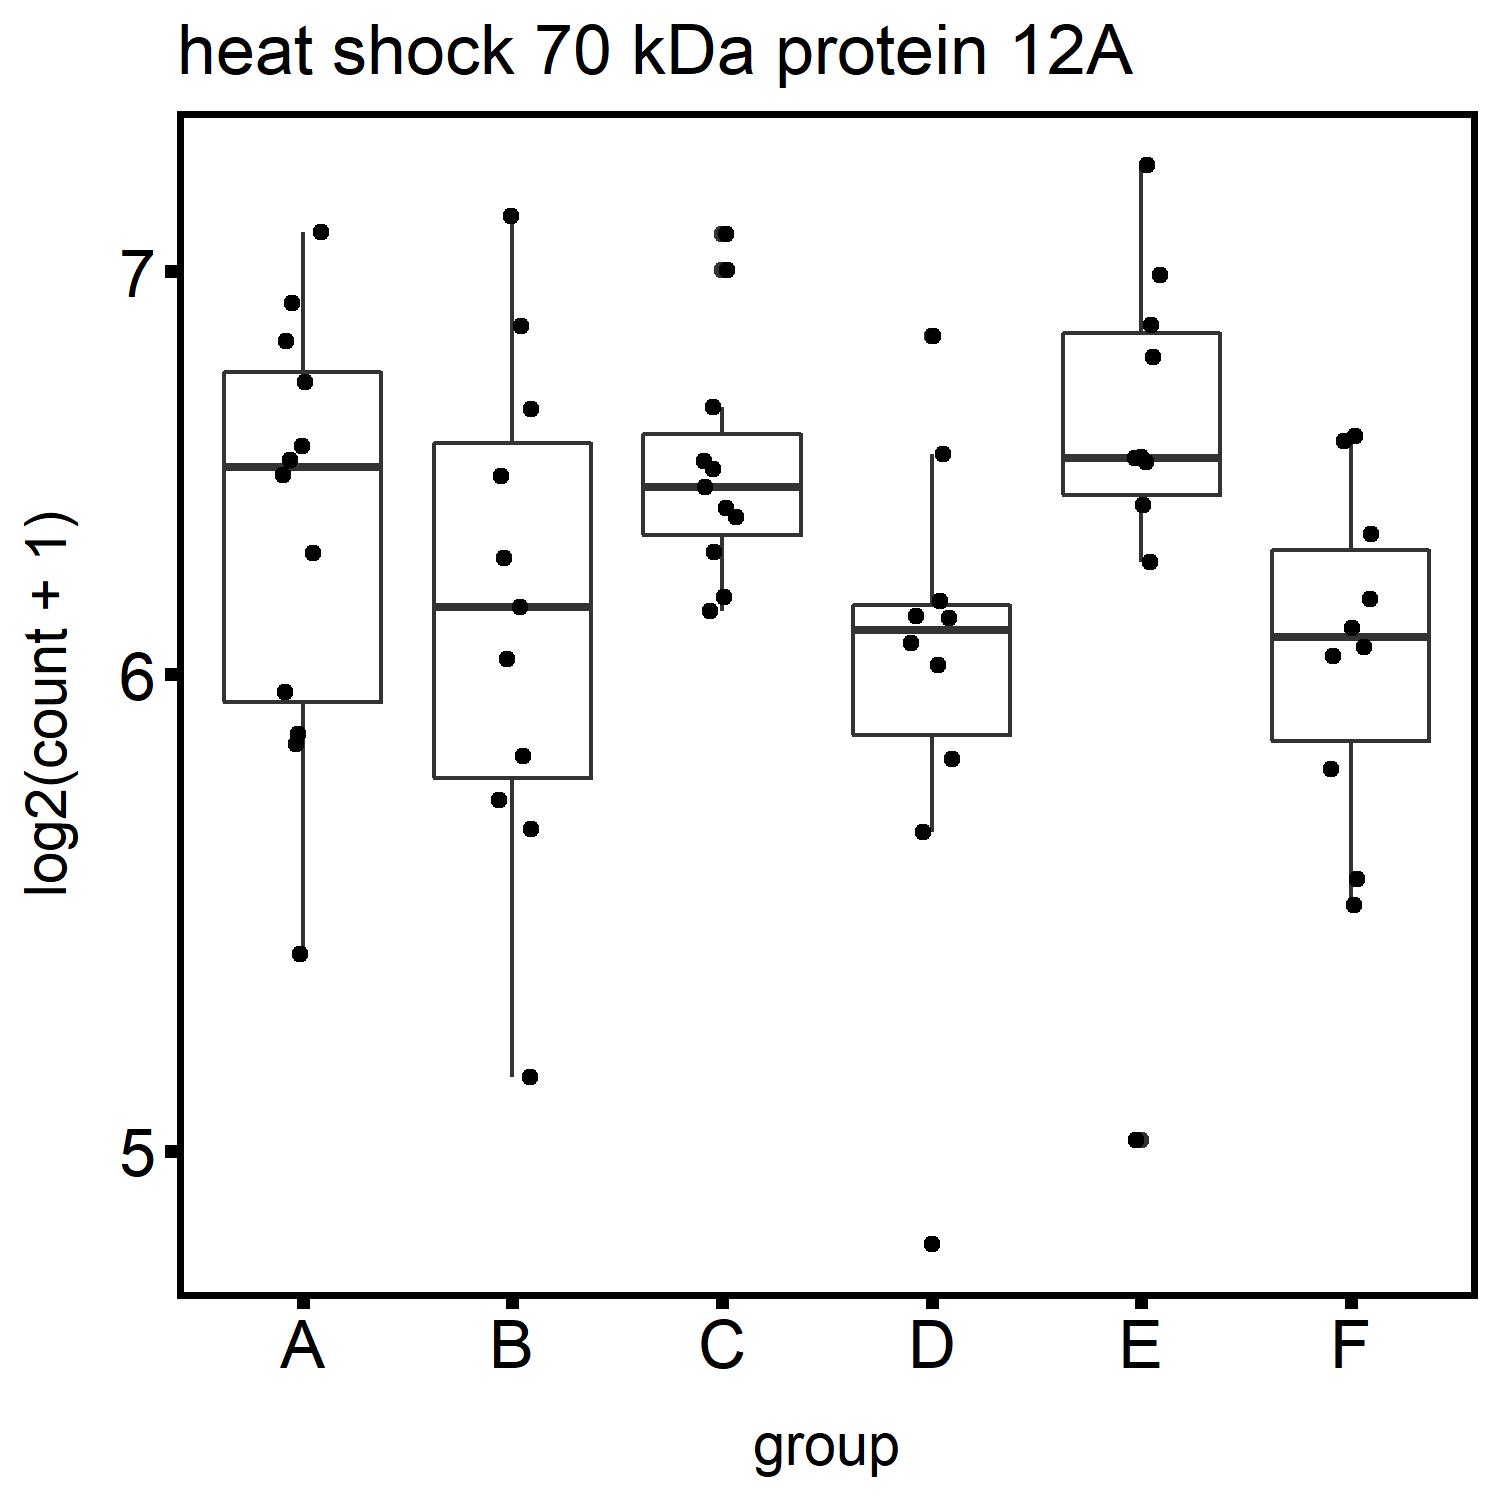 heat shock 70 kDa protein 12A
log2(count + 1)
7
6
5
A B C D E F
group